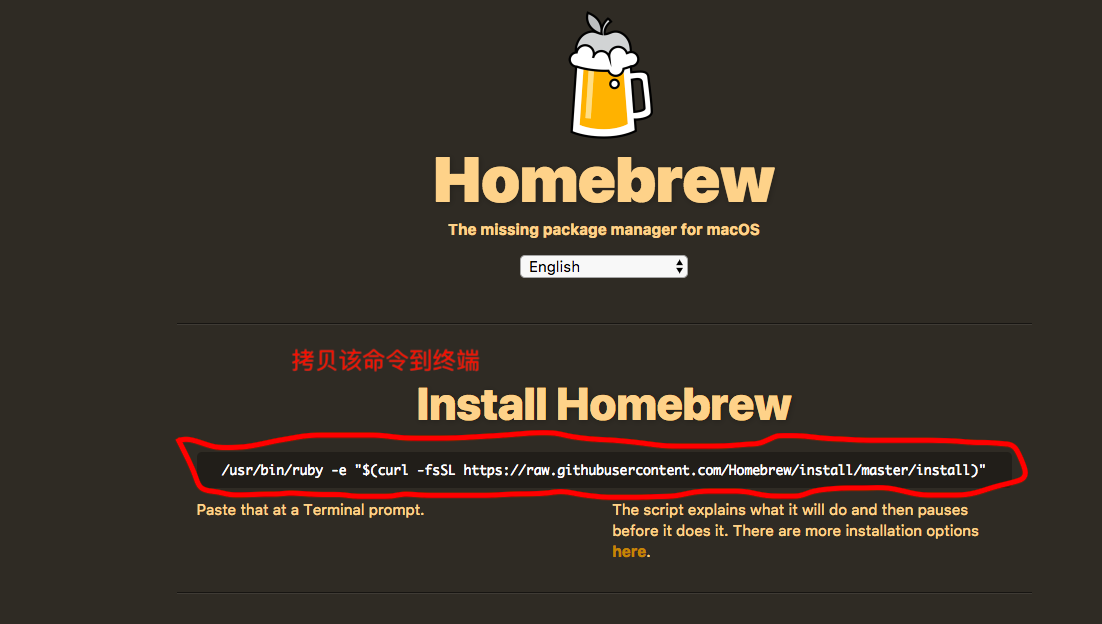 Homebrew
The missing package manager for macOS
English
拷贝该命令到终端
Install Homebrew
/usr/bin/ruby -e "$(curl -fsSL https://raw.githubusercontent.com/Homebrew/install/master/install)"
Paste that at a Terminal prompt.
The script explains what it will do and then pauses
before it does it. There are more installation options
here.